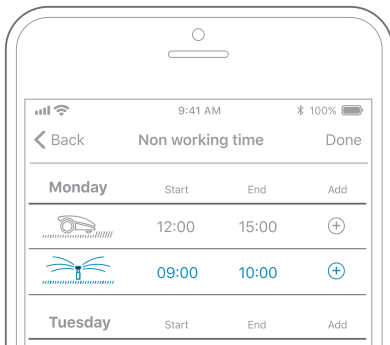 9:41 AM 100%
Back Non working time Done
Monday Start End Add
12:00 15:00
09:00 10:00
Tuesday Start End Add